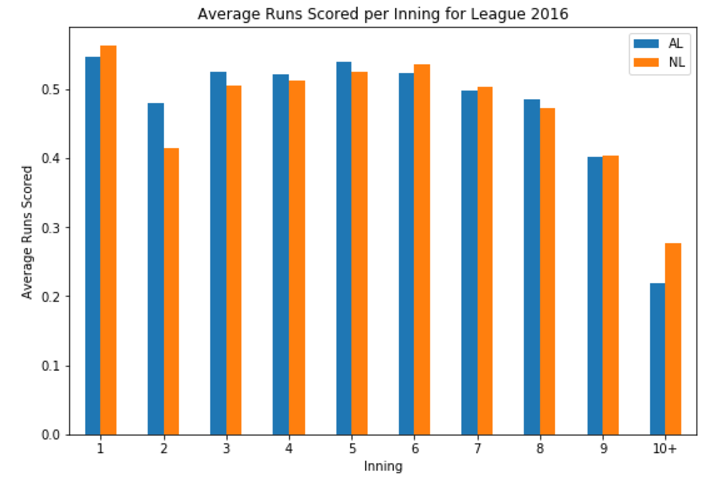 Average Runs Scored per Inning for League 2016
AL
NL
Average Runs Scored
0.5
0.4
0.3
0.2
0.1
0.0
1 2 3 4 5 6 7 8 9 10+
Inning